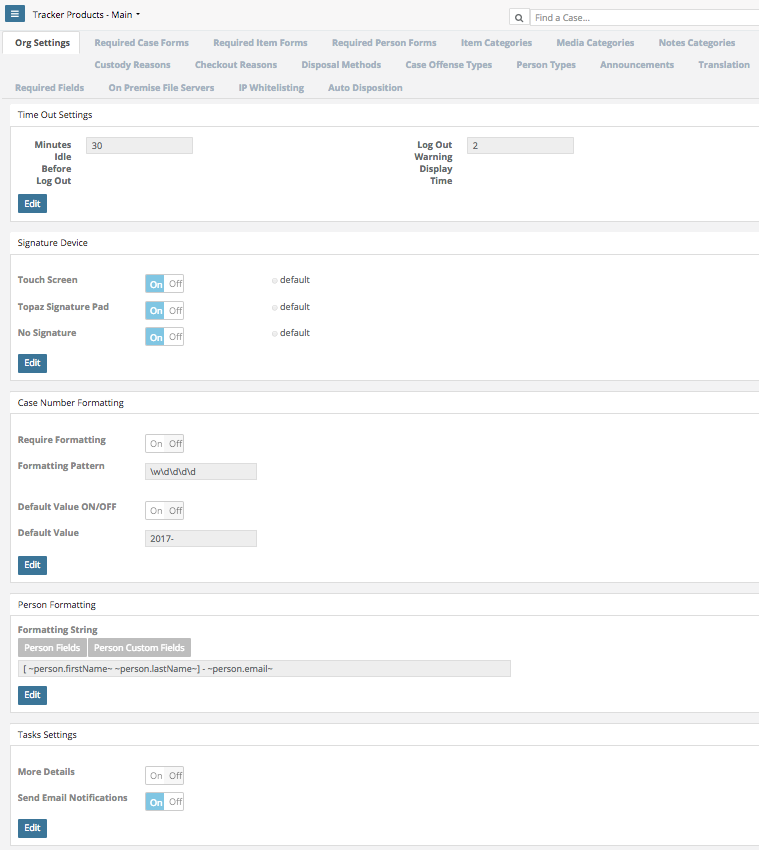 Tracker Products - Main
Find a Case...
Org Settings Required Case Forms Required Item Forms Required Person Forms Item Categories Media Categories Notes Categories
Custody Reasons Checkout Reasons Disposal Methods Case Offense Types Person Types Announcements Translation
Required Fields On Premise File Servers IP Whitelisting Auto Disposition
Time Out Settings
Minutes Idle Before Log Out 30 Log Out Warning Display Time 2
Edit
Signature Device
Touch Screen On Off default
Topaz Signature Pad On Off default
No Signature On Off default
Edit
Case Number Formatting
Require Formatting On Off
Formatting Pattern \w\d\d\d\d
Default Value ON/OFF On Off
Default Value 2017-
Edit
Person Formatting
Formatting String
Person Fields Person Custom Fields
[ ~person.firstName~ ~person.lastName~] - ~person.email~
Edit
Tasks Settings
More Details On Off
Send Email Notifications On Off
Edit